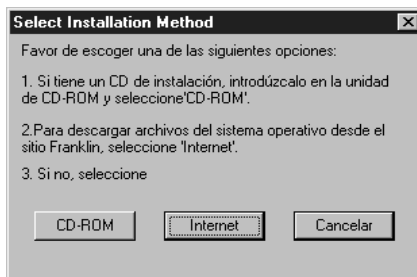 Select Installation Method
Favor de escoger una de las siguientes opciones:
1. Si tiene un CD de instalación, introdúzcalo en la unidad
de CD-ROM y seleccione'CD-ROM'.
2.Para descargar archivos del sistema operativo desde el
sitio Franklin, seleccione 'Internet'.
3. Si no, seleccione
CD-ROM Internet Cancelar